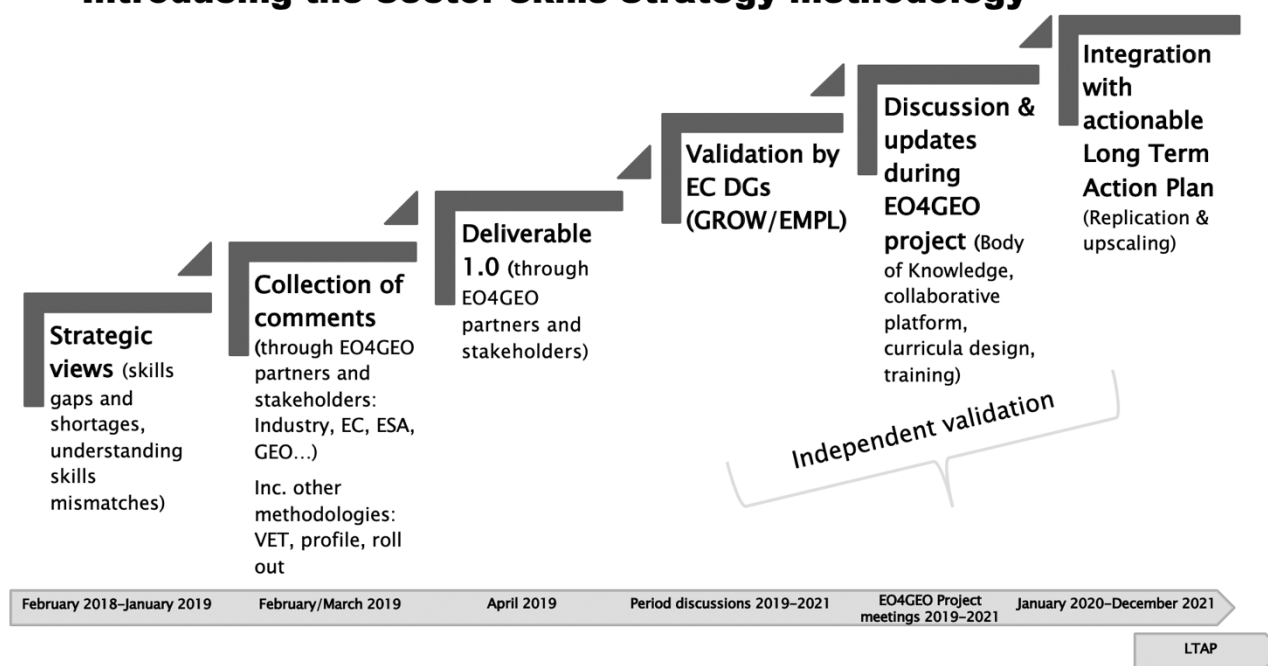 Introducing the Sector Skills Strategy methodology
Strategic
views (skills
gaps and
shortages,
understanding
skills
mismatches)
Collection of
comments
(through EO4GEO
partners and
stakeholders:
Industry, EC, ESA,
GEO...)
Inc. other
methodologies:
VET, profile, roll
out
Deliverable
1.0 (through
EO4GEO
partners and
stakeholders)
Validation by
EC DGs
(GROW/EMPL)
Discussion &
updates
during
EO4GEO
project (Body
of Knowledge,
collaborative
platform,
curricula design,
training)
Integration
with
actionable
Long Term
Action Plan
(Replication &
upscaling)
Independent validation
February 2018–January 2019
February/March 2019
April 2019
Period discussions 2019–2021
EO4GEO Project
meetings 2019–2021
January 2020–December 2021
LTAP